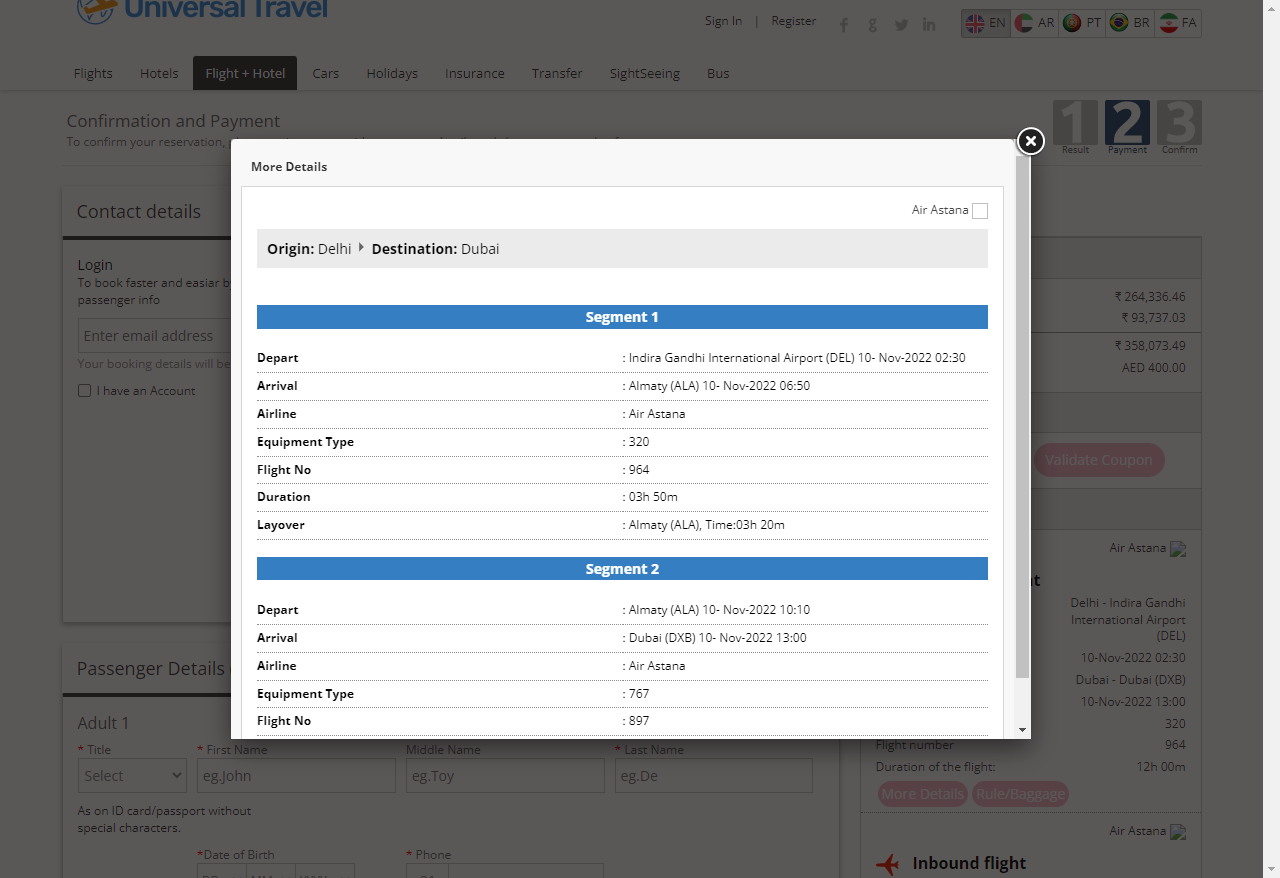 Universal Travel
Sign In | Register
EN AR PT BR FA
Flights Hotels Flight + Hotel Cars Holidays Insurance Transfer SightSeeing Bus
Confirmation and Payment
To confirm your reservation,
1 2 3
Result Payment Confirm
More Details
Air Astana
Origin: Delhi Destination: Dubai
Segment 1
Depart : Indira Gandhi International Airport (DEL) 10- Nov-2022 02:30
Arrival : Almaty (ALA) 10- Nov-2022 06:50
Airline : Air Astana
Equipment Type : 320
Flight No : 964
Duration : 03h 50m
Layover : Almaty (ALA), Time:03h 20m
Segment 2
Depart : Almaty (ALA) 10- Nov-2022 10:10
Arrival : Dubai (DXB) 10- Nov-2022 13:00
Airline : Air Astana
Equipment Type : 767
Flight No : 897
Contact details
Login
To book faster and easiar
passenger info
Enter email address
Your booking details will be
I have an Account
Passenger Details
Adult 1
* Title * First Name Middle Name * Last Name
Select eg.John eg.Toy eg.De
As on ID card/passport without
special characters.
*Date of Birth * Phone
₹ 264,336.46
₹ 93,737.03
₹ 358,073.49
AED 400.00
Validate Coupon
Air Astana
Delhi - Indira Gandhi
International Airport
(DEL)
10-Nov-2022 02:30
Dubai - Dubai (DXB)
10-Nov-2022 13:00
320
Flight number 964
Duration of the flight: 12h 00m
More Details Rule/Baggage
Air Astana
Inbound flight